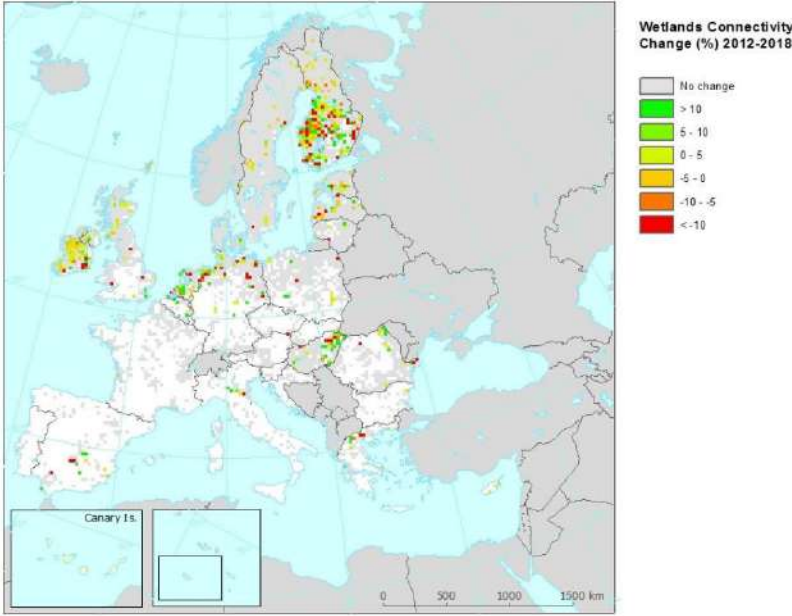 Wetlands Connectivity
Change (%) 2012-2018
No change
> 10
5 - 10
0 - 5
-5 - 0
-10 - -5
< -10
Canary Is.
0 500 1000 1500 km